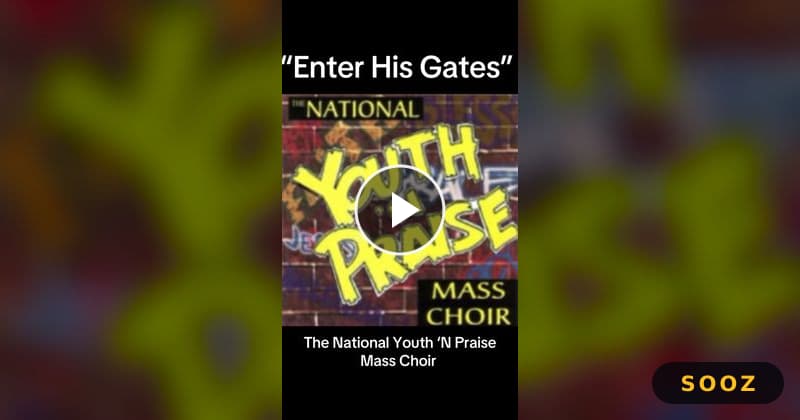 “Enter His Gates”
THE NATIONAL
YOUTH
PRAISE
MASS
CHOIR
The National Youth ‘N Praise
Mass Choir
SOOZ